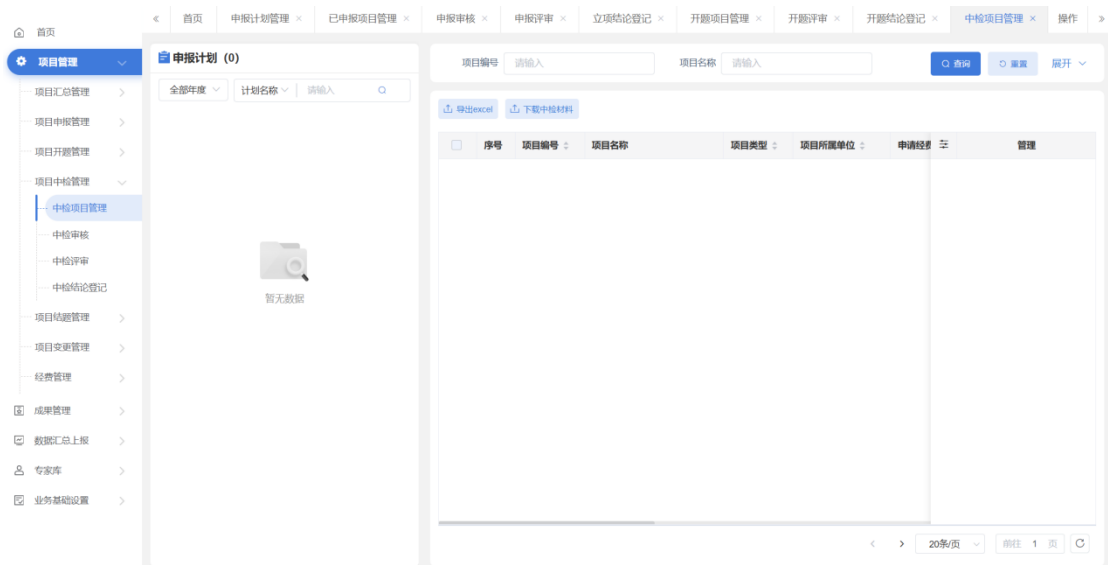 首页 申报计划管理 已申报项目管理 申报审核 申报评审 立项结论登记 开题项目管理 开题评审 开题结论登记 中检项目管理 操作
首页
项目管理
项目汇总管理
项目申报管理
项目开题管理
项目中检管理
中检项目管理
中检审核
中检评审
中检结论登记
项目结题管理
项目变更管理
经费管理
成果管理
数据汇总上报
专家库
业务基础设置
申报计划 (0)
全部年度 计划名称 请输入
暂无数据
项目编号 请输入 项目名称 请输入 查询 重置 展开
导出excel 下载中检材料
序号 项目编号 项目名称 项目类型 项目所属单位 申请经费 管理
20条/页 前往 1 页